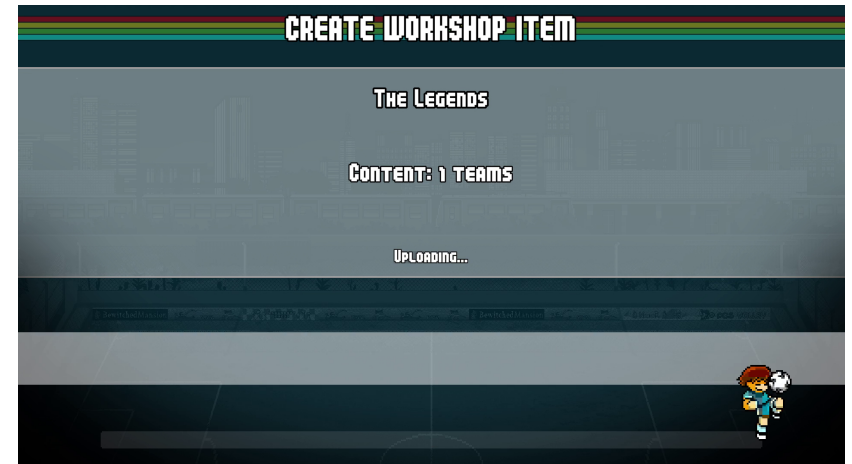 CREATE WORKSHOP ITEM
THE LEGENDS
CONTENT: 1 TEAMS
UPLOADING...